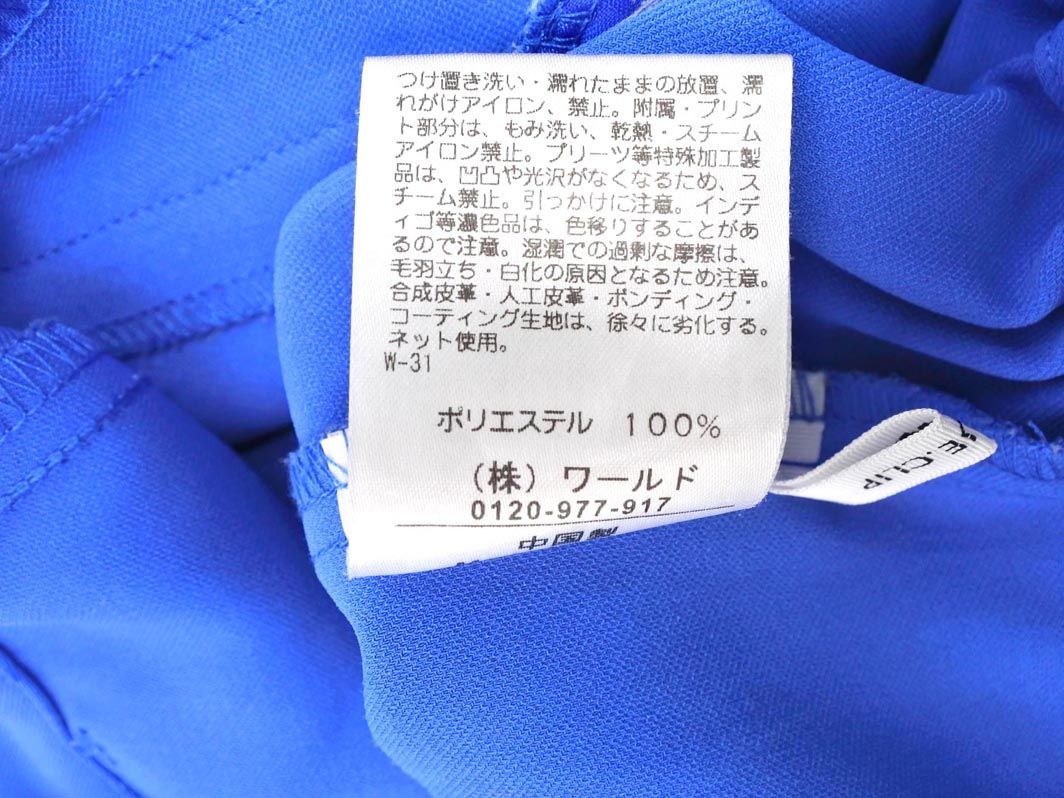 つけ置き洗い・濡れたままの放置、濡
れがけアイロン、禁止。附属・プリン
ト部分は、もみ洗い、乾熱・スチーム
アイロン禁止。プリーツ等特殊加工製
品は、凹凸や光沢がなくなるため、ス
チーム禁止。引っかけに注意。インデ
ィゴ等濃色品は、色移りすることがあ
るので注意。湿潤での過剰な摩擦は、
毛羽立ち・白化の原因となるため注意。
合成皮革・人工皮革・ボンディング・
コーティング生地は、徐々に劣化する。
ネット使用。
W-31
ポリエステル 100%
(株) ワールド
0120-977-917
中国製
E.CLIP